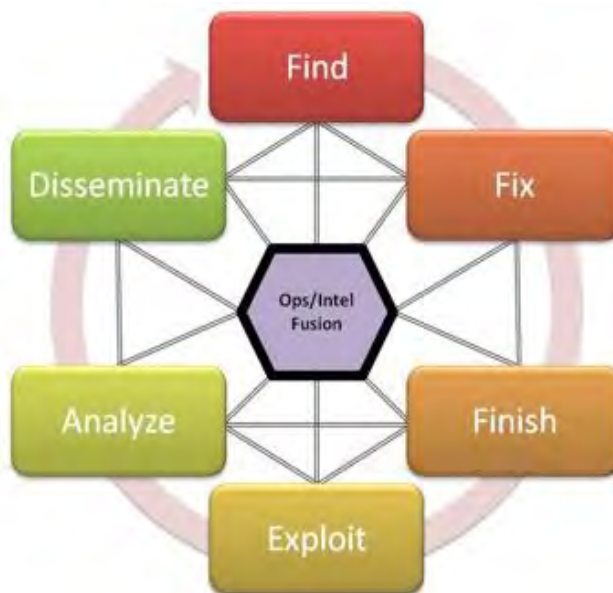 Find
Fix
Finish
Exploit
Analyze
Disseminate
Ops/Intel
Fusion